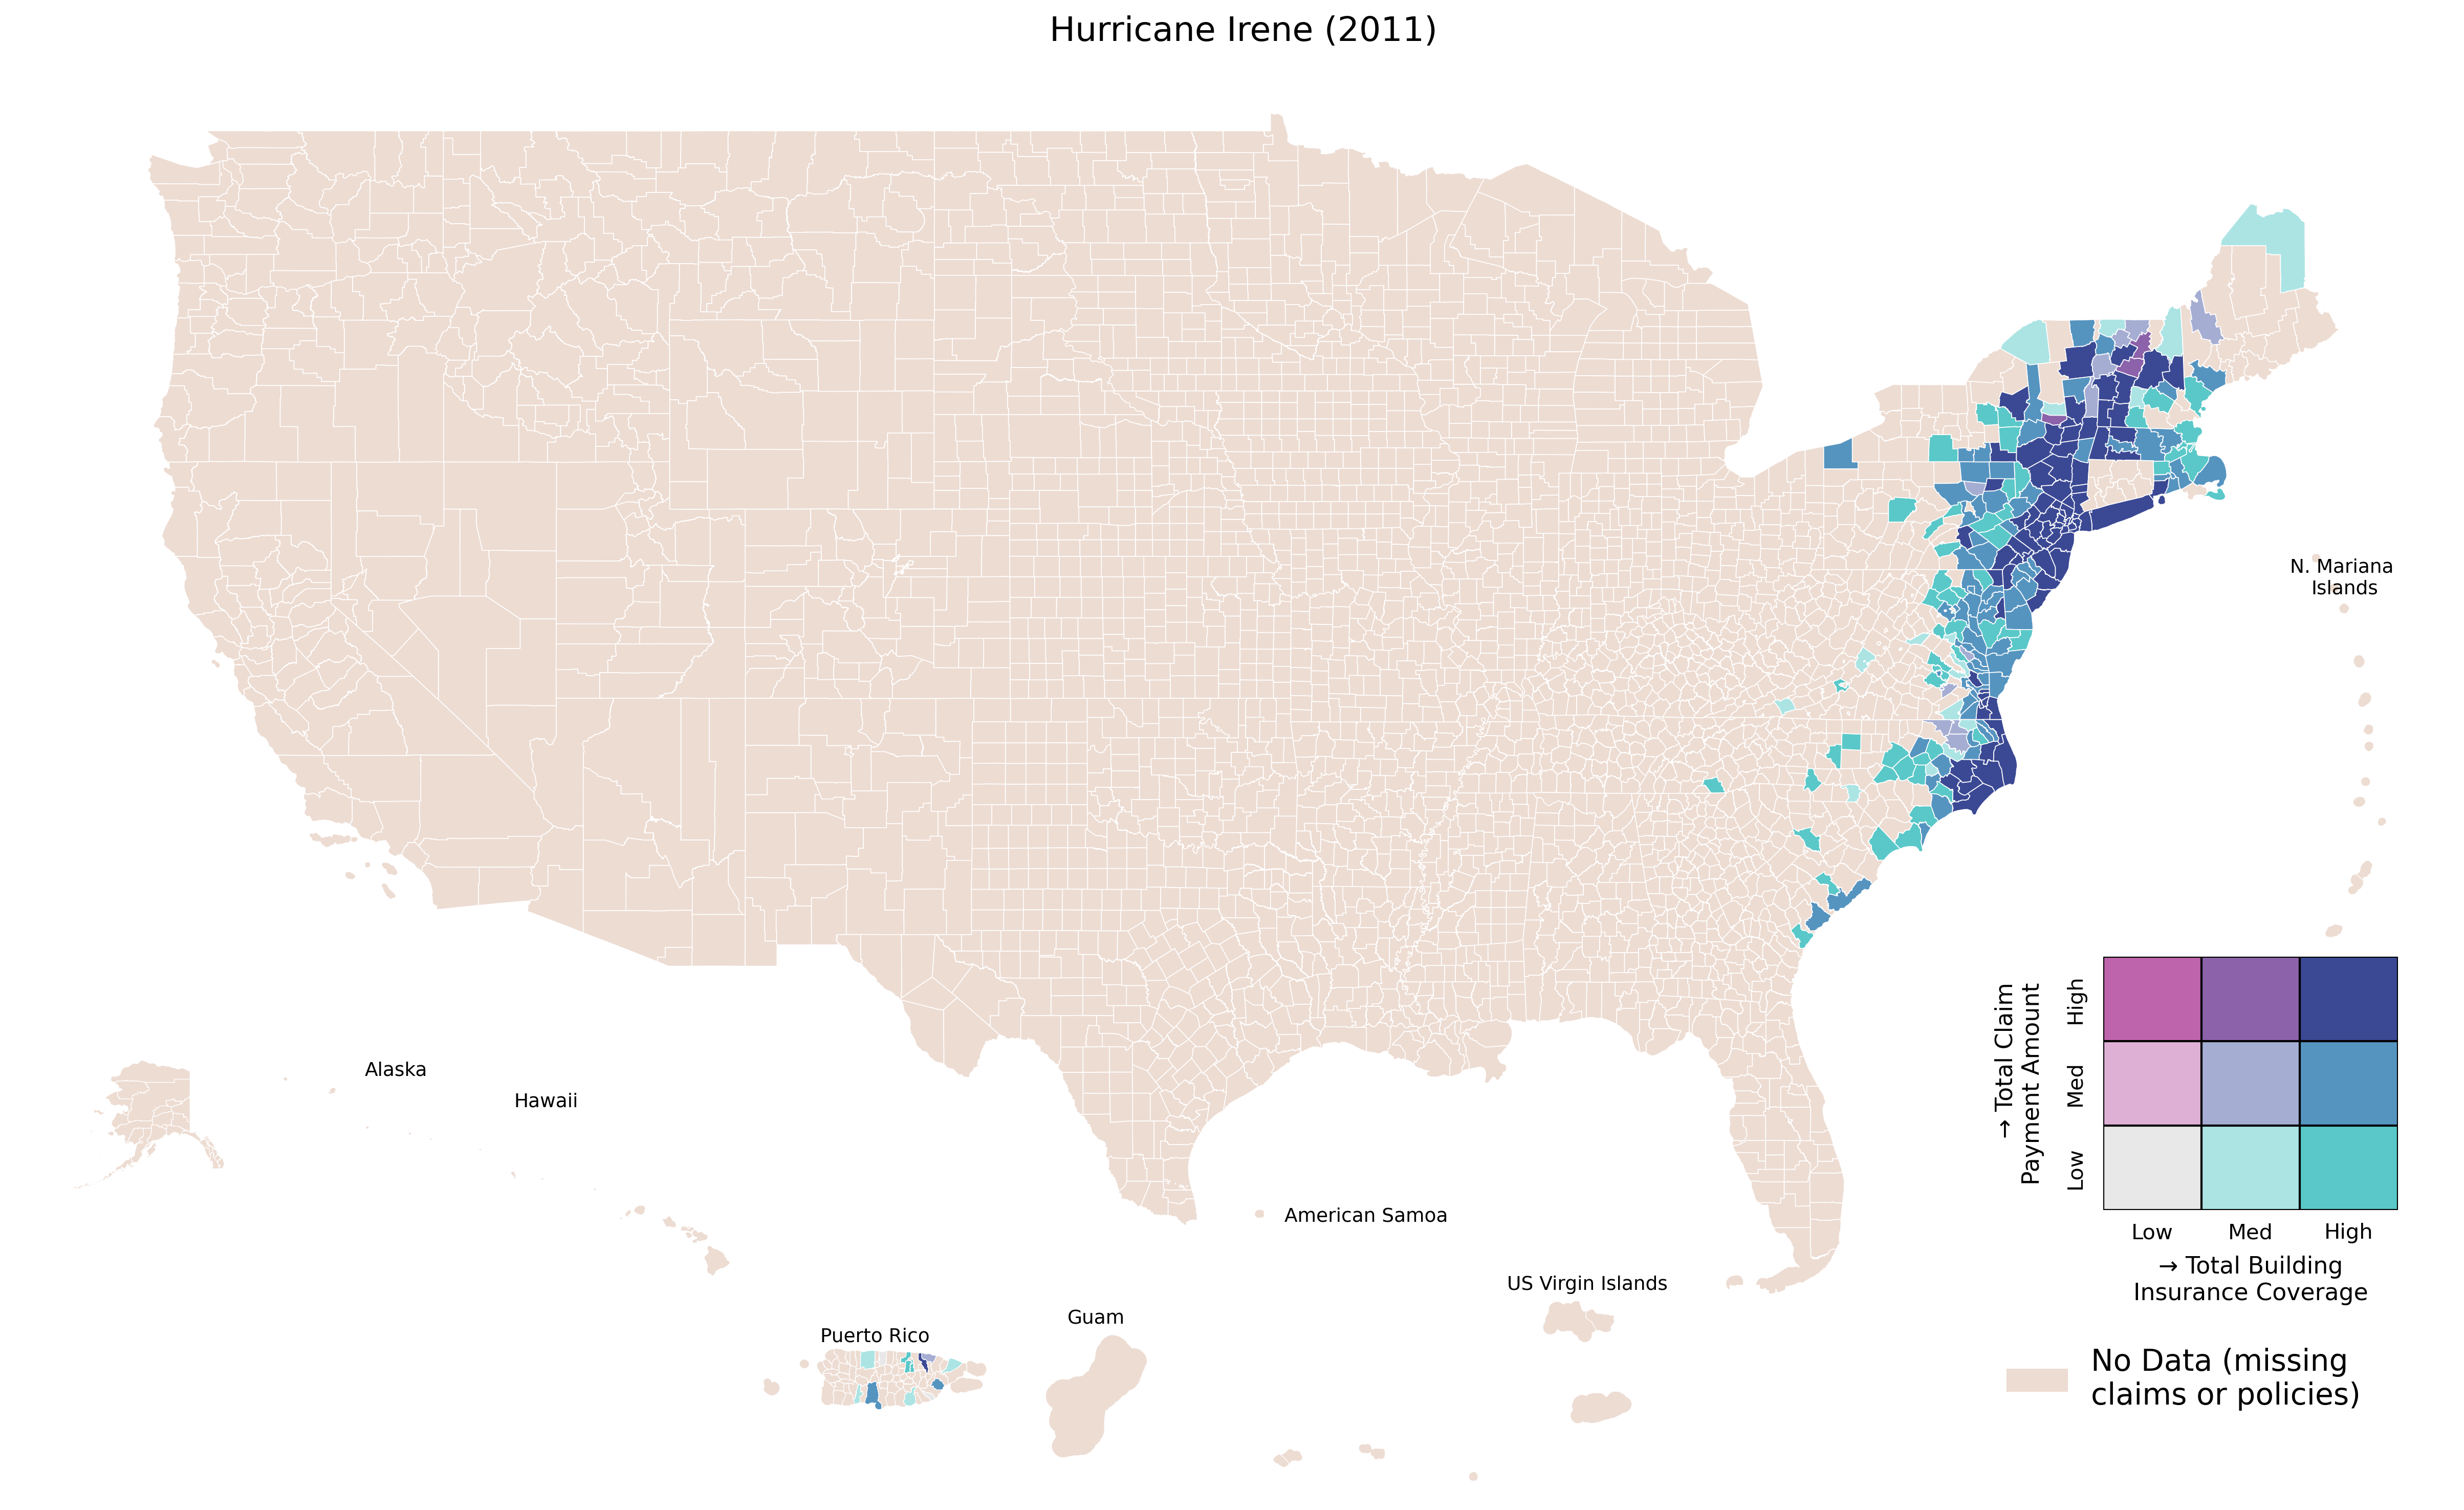 Hurricane Irene (2011)
N. Mariana
Islands
Alaska
Hawaii
American Samoa
US Virgin Islands
Guam
Puerto Rico
→ Total Claim
Payment Amount
High
Med
Low
Low Med High
→ Total Building
Insurance Coverage
No Data (missing
claims or policies)